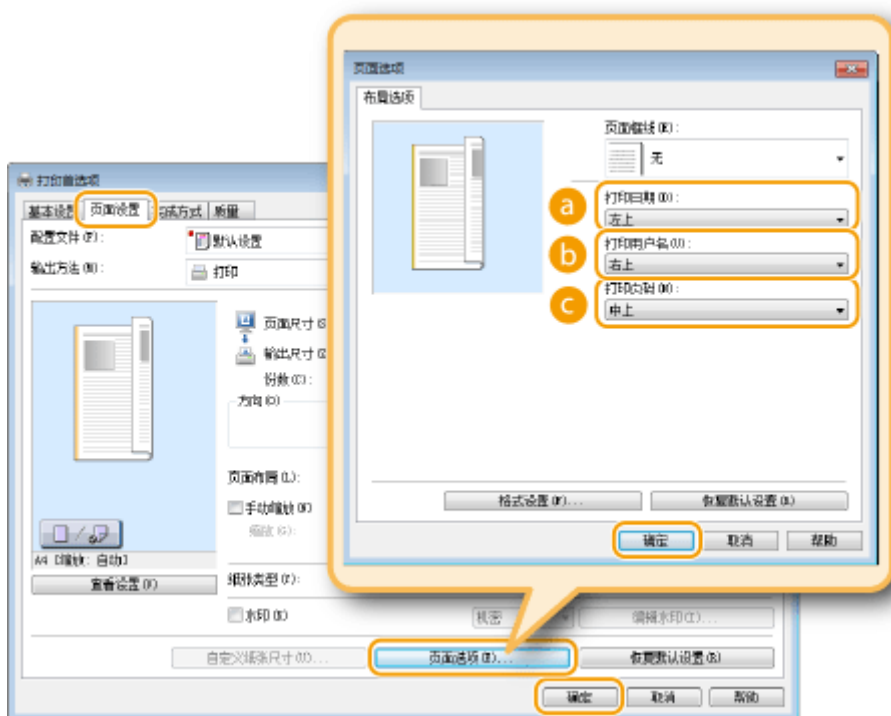 页面选项
布局选项
页面框线(E):
无
a
打印日期(D):
左上
b
打印用户名(U):
右上
c
打印页码(M):
中上
格式设置(F)...
恢复默认设置(R)
确定
取消
帮助
打印首选项
基本设置
页面设置
完成方式
质量
配置文件(F):
默认设置
输出方法(M):
打印
页面尺寸(S
输出尺寸(Z
份数(C):
方向(O)
页面布局(L):
手动缩放(N)
缩放(G):
A4 [缩放: 自动]
查看设置(V)
纸张类型(P):
水印(K)
机密
编辑水印(I)...
自定义纸张尺寸(U)...
页面选项(E)...
恢复默认设置(R)
确定
取消
帮助